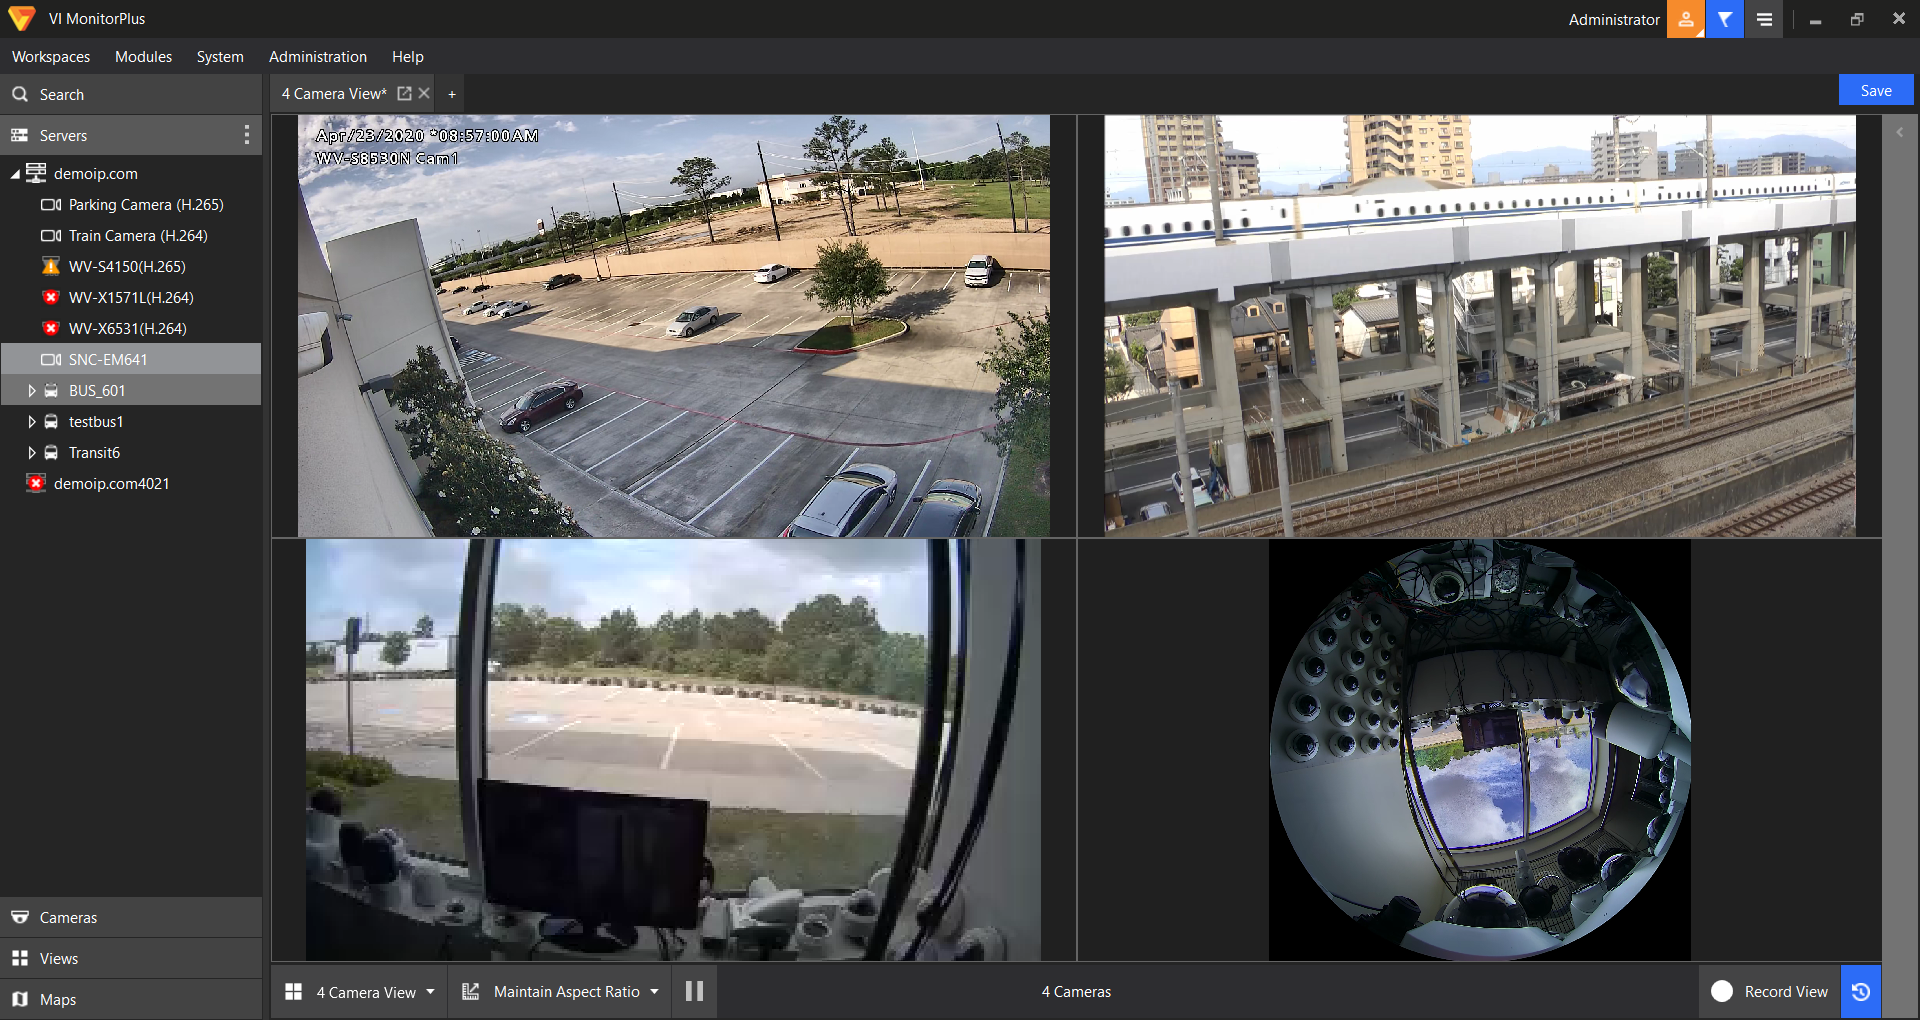 VI MonitorPlus
Administrator
Workspaces Modules System Administration Help
Search
4 Camera View* +
Save
Servers
demoip.com
Parking Camera (H.265)
Train Camera (H.264)
WV-S4150(H.265)
WV-X1571L(H.264)
WV-X6531(H.264)
SNC-EM641
BUS_601
testbus1
Transit6
demoip.com4021
Apr/23/2020 *08:57:00AM
WV-S8530N Cam1
Cameras
Views
Maps
4 Camera View
Maintain Aspect Ratio
4 Cameras
Record View